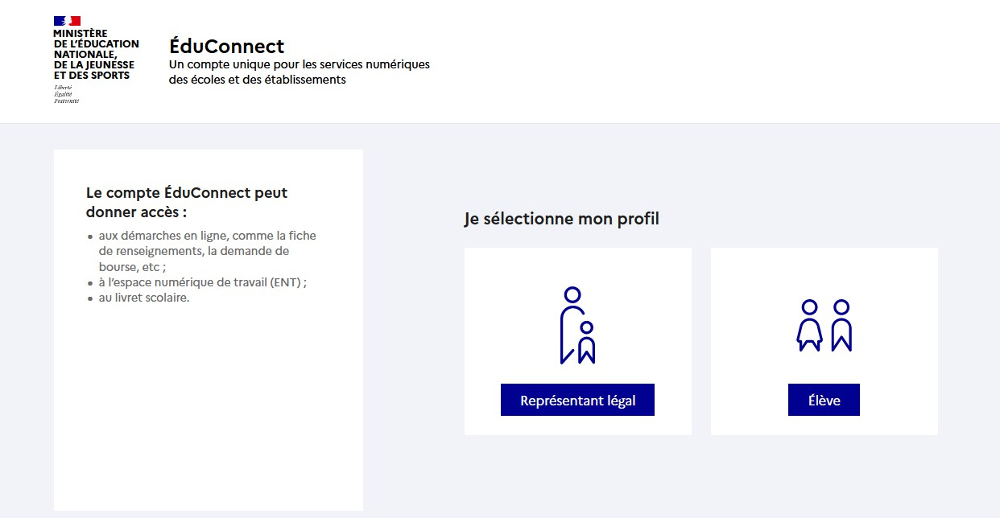 MINISTÈRE
DE L'ÉDUCATION
NATIONALE,
DE LA JEUNESSE
ET DES SPORTS
Liberté
Égalité
Fraternité
ÉduConnect
Un compte unique pour les services numériques
des écoles et des établissements
Le compte ÉduConnect peut
donner accès :
• aux démarches en ligne, comme la fiche
de renseignements, la demande de
bourse, etc ;
• à l'espace numérique de travail (ENT) ;
• au livret scolaire.
Je sélectionne mon profil
Représentant légal
Élève